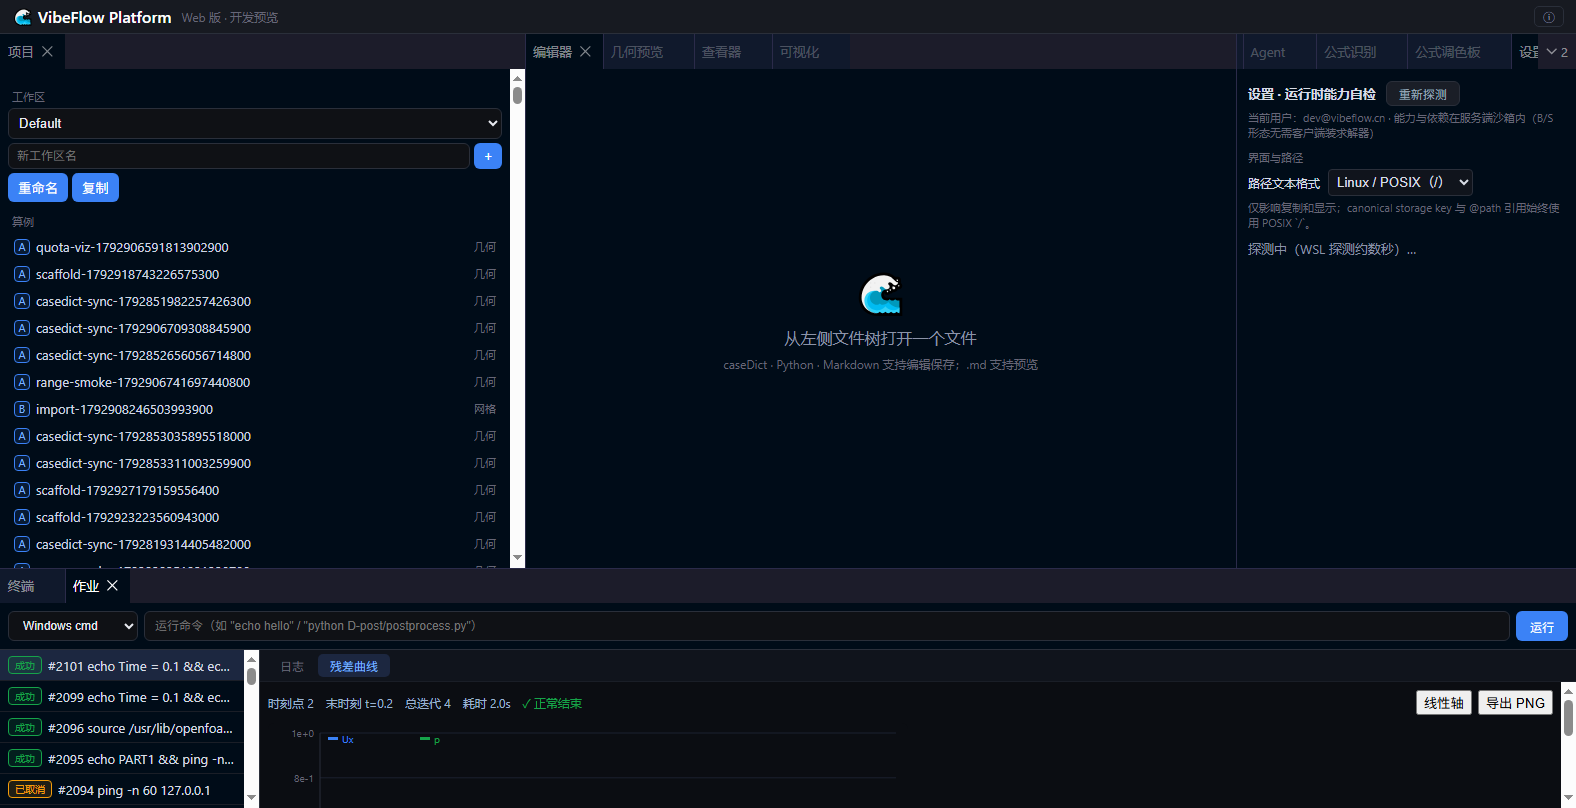 VibeFlow Platform Web 版 · 开发预览
项目
工作区
Default
新工作区名
+
重命名 复制
算例
A quota-viz-1792906591813902900 几何
A scaffold-1792918743226575300 几何
A casedict-sync-1792851982257426300 几何
A casedict-sync-1792906709308845900 几何
A casedict-sync-1792852656056714800 几何
A range-smoke-1792906741697440800 几何
B import-1792908246503993900 网格
A casedict-sync-1792853035895518000 几何
A casedict-sync-1792853311003259900 几何
A scaffold-1792927179159556400 几何
A scaffold-1792923223560943000 几何
A casedict-sync-1792819314405482000 几何
编辑器 几何预览 查看器 可视化
从左侧文件树打开一个文件
caseDict · Python · Markdown 支持编辑保存；.md 支持预览
Agent 公式识别 公式调色板 设置 2
设置 · 运行时能力自检 重新探测
当前用户：dev@vibeflow.cn · 能力与依赖在服务端沙箱内（B/S
形态无需客户端装求解器）
界面与路径
路径文本格式 Linux / POSIX（/）
仅影响复制和显示；canonical storage key 与 @path 引用始终使
用 POSIX `/`。
探测中（WSL 探测约数秒）…
终端 作业
Windows cmd 运行命令（如 "echo hello" / "python D-post/postprocess.py"） 运行
成功 #2101 echo Time = 0.1 && ec...
成功 #2099 echo Time = 0.1 && ec...
成功 #2096 source /usr/lib/openfoa...
成功 #2095 echo PART1 && ping -n...
已取消 #2094 ping -n 60 127.0.0.1
日志 残差曲线
时刻点 2 末时刻 t=0.2 总迭代 4 耗时 2.0s ✓ 正常结束
线性轴 导出 PNG
1e+0
Ux p
8e-1